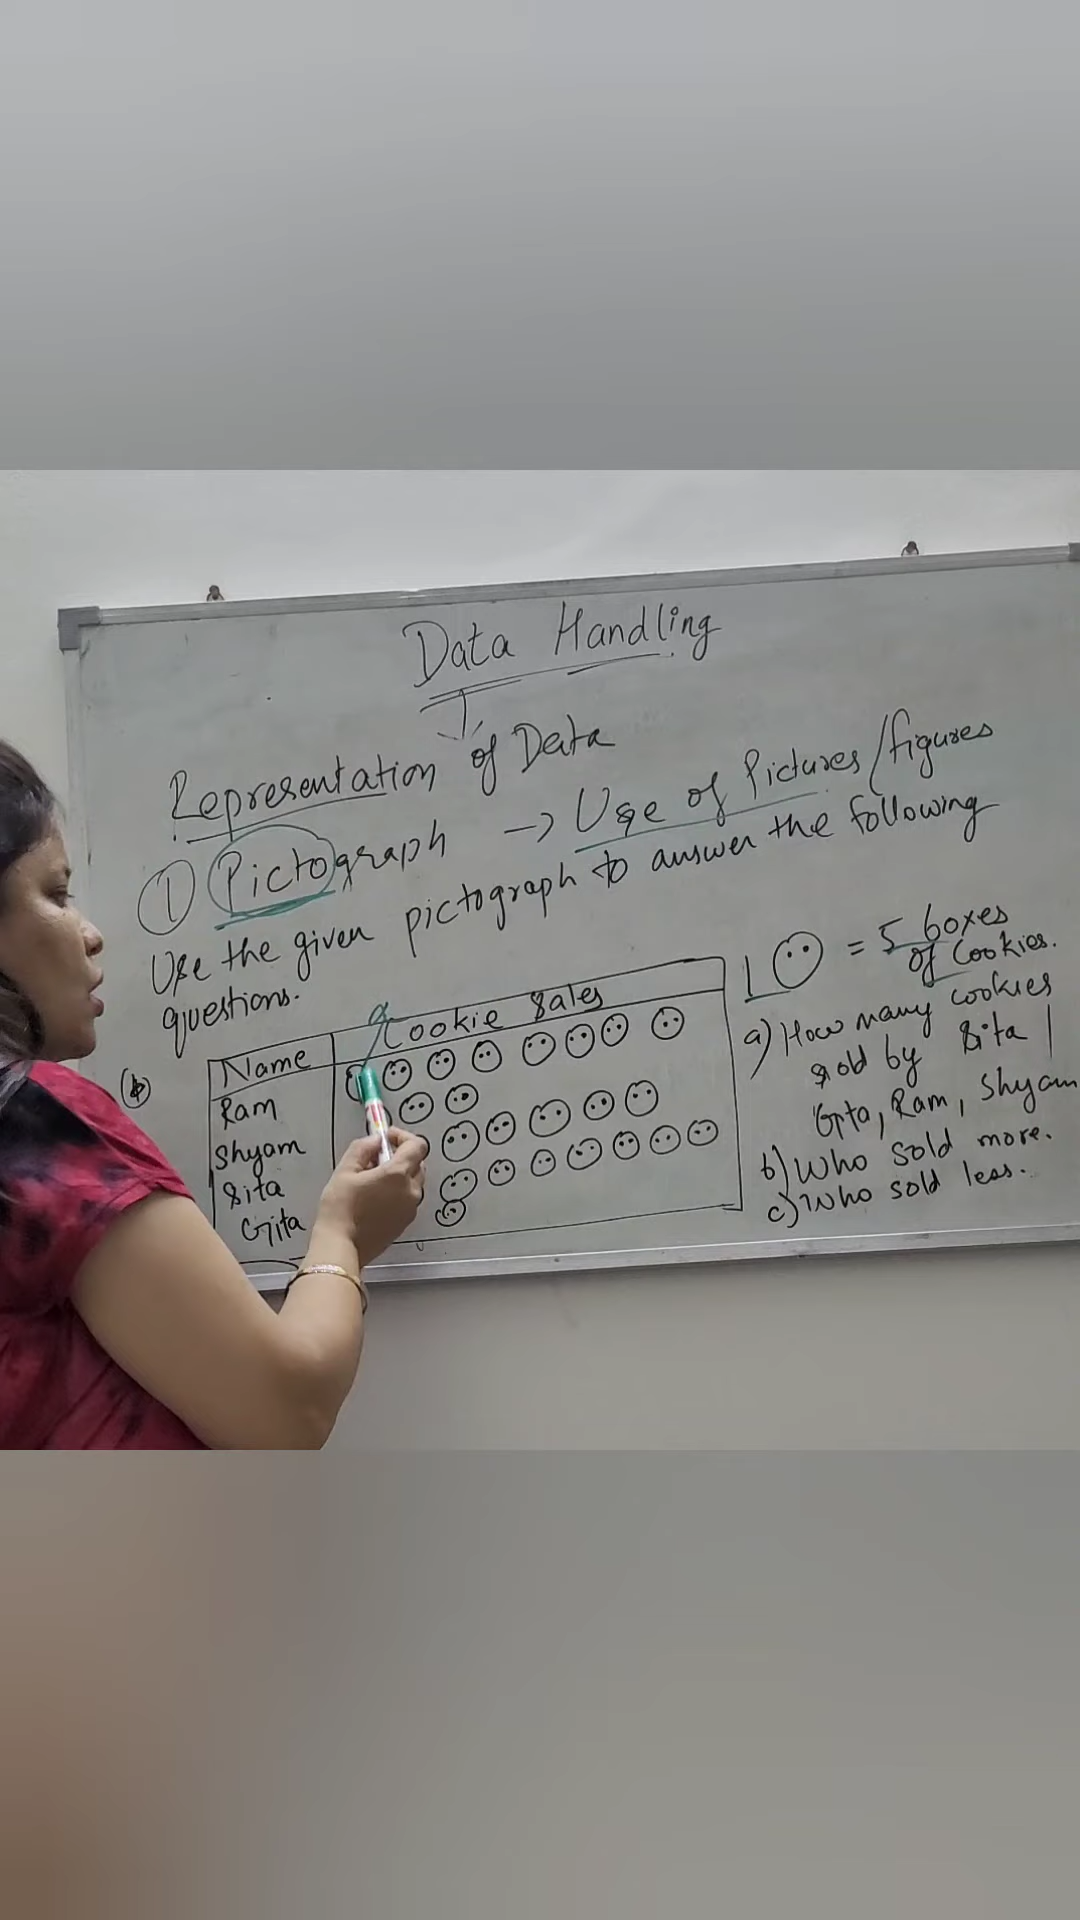 Data Handling
Representation of Data
① Pictograph → Use of Pictures/figures
Use the given pictograph to answer the following
questions.
1 = 5 boxes
of Cookies.
Name Cookie Sales
Ram
Shyam
Sita
Gita
a) How many cookies
sold by Sita |
Gita, Ram, Shyam
b) Who sold more.
c) Who sold less.